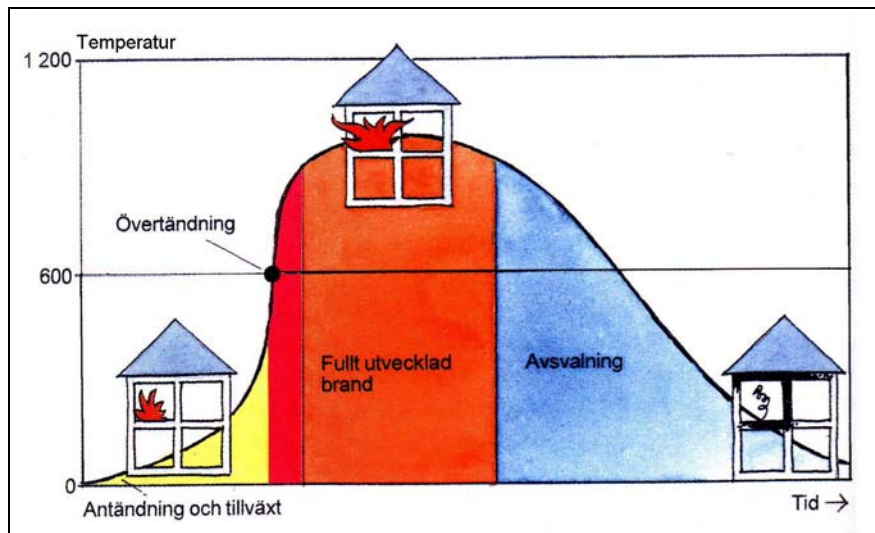 Temperatur
1 200
Övertändning
600
Fullt utvecklad
brand
Avsvalning
0
Antändning och tillväxt
Tid →